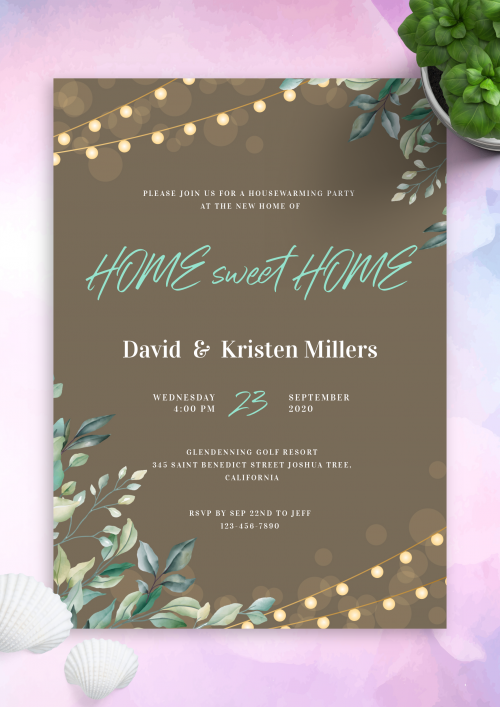 PLEASE JOIN US FOR A HOUSEWARMING PARTY
AT THE NEW HOME OF
HOME sweet HOME
David & Kristen Millers
WEDNESDAY
4:00 PM
23
SEPTEMBER
2020
GLENDENNING GOLF RESORT
345 SAINT BENEDICT STREET JOSHUA TREE,
CALIFORNIA
RSVP BY SEP 22ND TO JEFF
123-456-7890